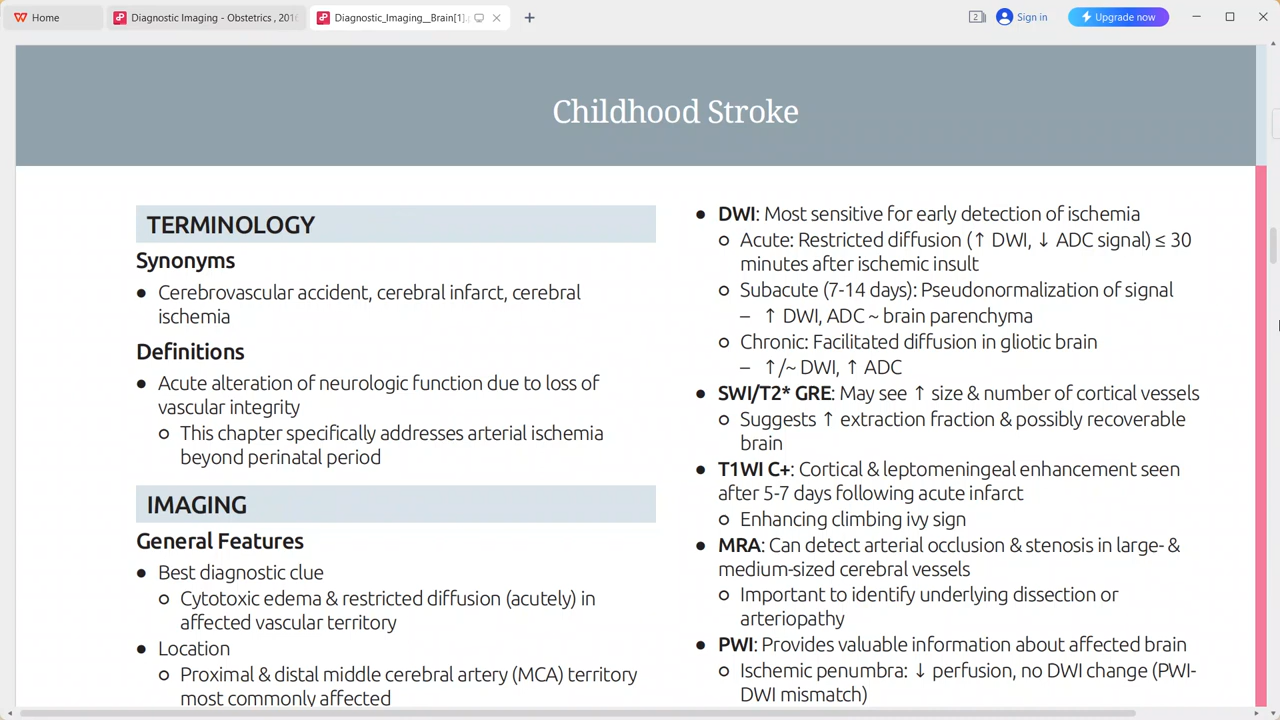 Home
Diagnostic Imaging - Obstetrics , 201
Diagnostic_Imaging__Brain[1].
2
Sign in
Upgrade now
Childhood Stroke
TERMINOLOGY
Synonyms
● Cerebrovascular accident, cerebral infarct, cerebral
ischemia
Definitions
● Acute alteration of neurologic function due to loss of
vascular integrity
○ This chapter specifically addresses arterial ischemia
beyond perinatal period
IMAGING
General Features
● Best diagnostic clue
○ Cytotoxic edema & restricted diffusion (acutely) in
affected vascular territory
● Location
○ Proximal & distal middle cerebral artery (MCA) territory
most commonly affected
● DWI: Most sensitive for early detection of ischemia
○ Acute: Restricted diffusion (↑ DWI, ↓ ADC signal) ≤ 30
minutes after ischemic insult
○ Subacute (7-14 days): Pseudonormalization of signal
– ↑ DWI, ADC ~ brain parenchyma
○ Chronic: Facilitated diffusion in gliotic brain
– ↑/~ DWI, ↑ ADC
● SWI/T2* GRE: May see ↑ size & number of cortical vessels
○ Suggests ↑ extraction fraction & possibly recoverable
brain
● T1WI C+: Cortical & leptomeningeal enhancement seen
after 5-7 days following acute infarct
○ Enhancing climbing ivy sign
● MRA: Can detect arterial occlusion & stenosis in large- &
medium-sized cerebral vessels
○ Important to identify underlying dissection or
arteriopathy
● PWI: Provides valuable information about affected brain
○ Ischemic penumbra: ↓ perfusion, no DWI change (PWI-
DWI mismatch)